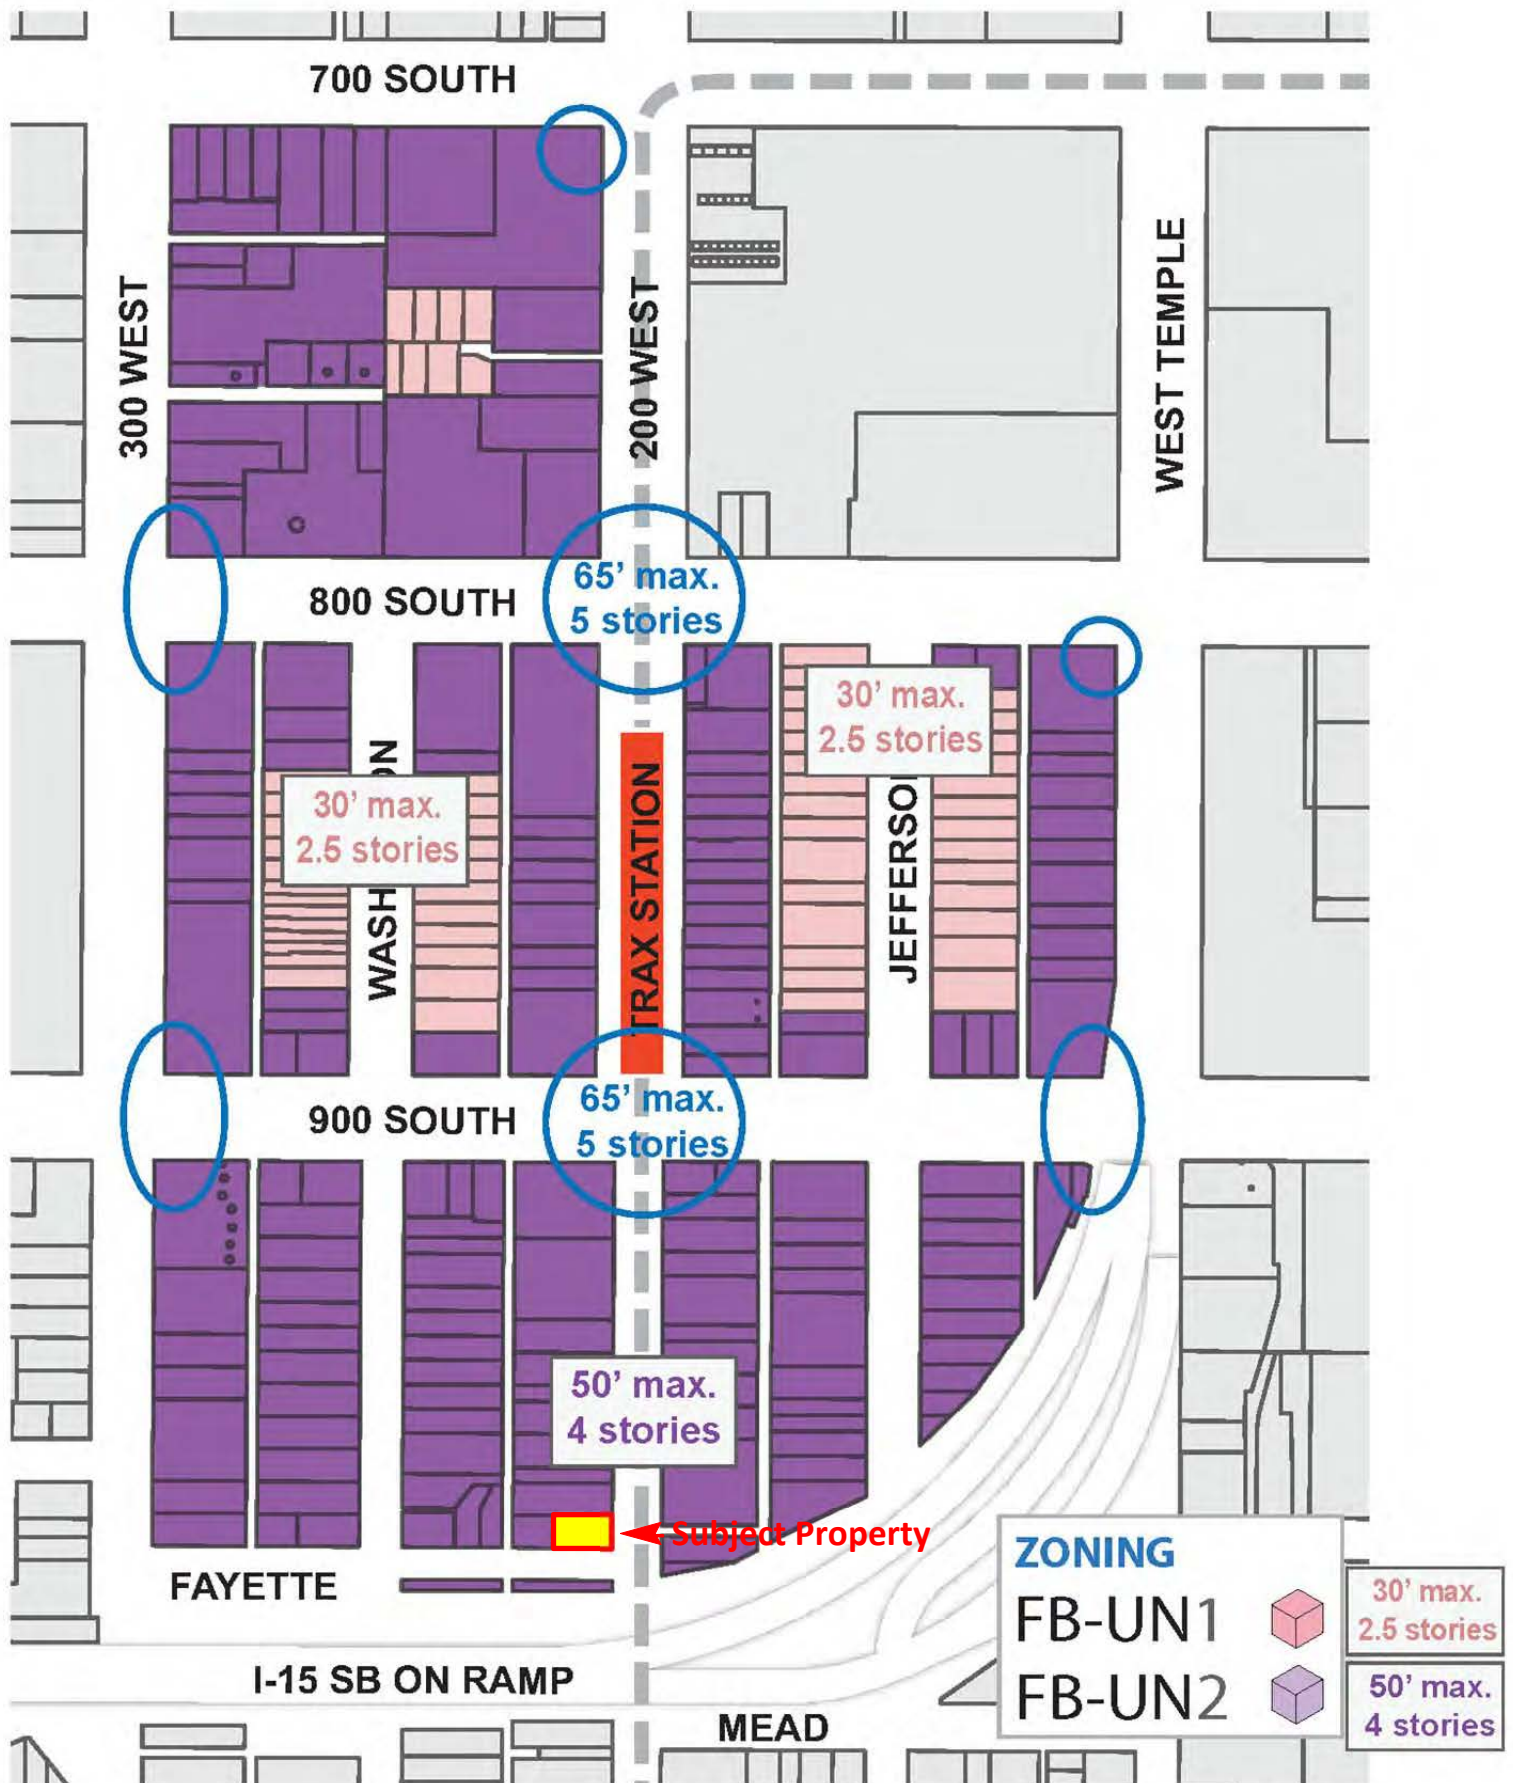 700 SOUTH
300 WEST
200 WEST
WEST TEMPLE
65' max.
5 stories
800 SOUTH
30' max.
2.5 stories
30' max.
2.5 stories
WASH
ON
TRAX STATION
JEFFERSO
65' max.
5 stories
900 SOUTH
50' max.
4 stories
Subject Property
FAYETTE
I-15 SB ON RAMP
MEAD
ZONING
FB-UN1
30' max.
2.5 stories
FB-UN2
50' max.
4 stories